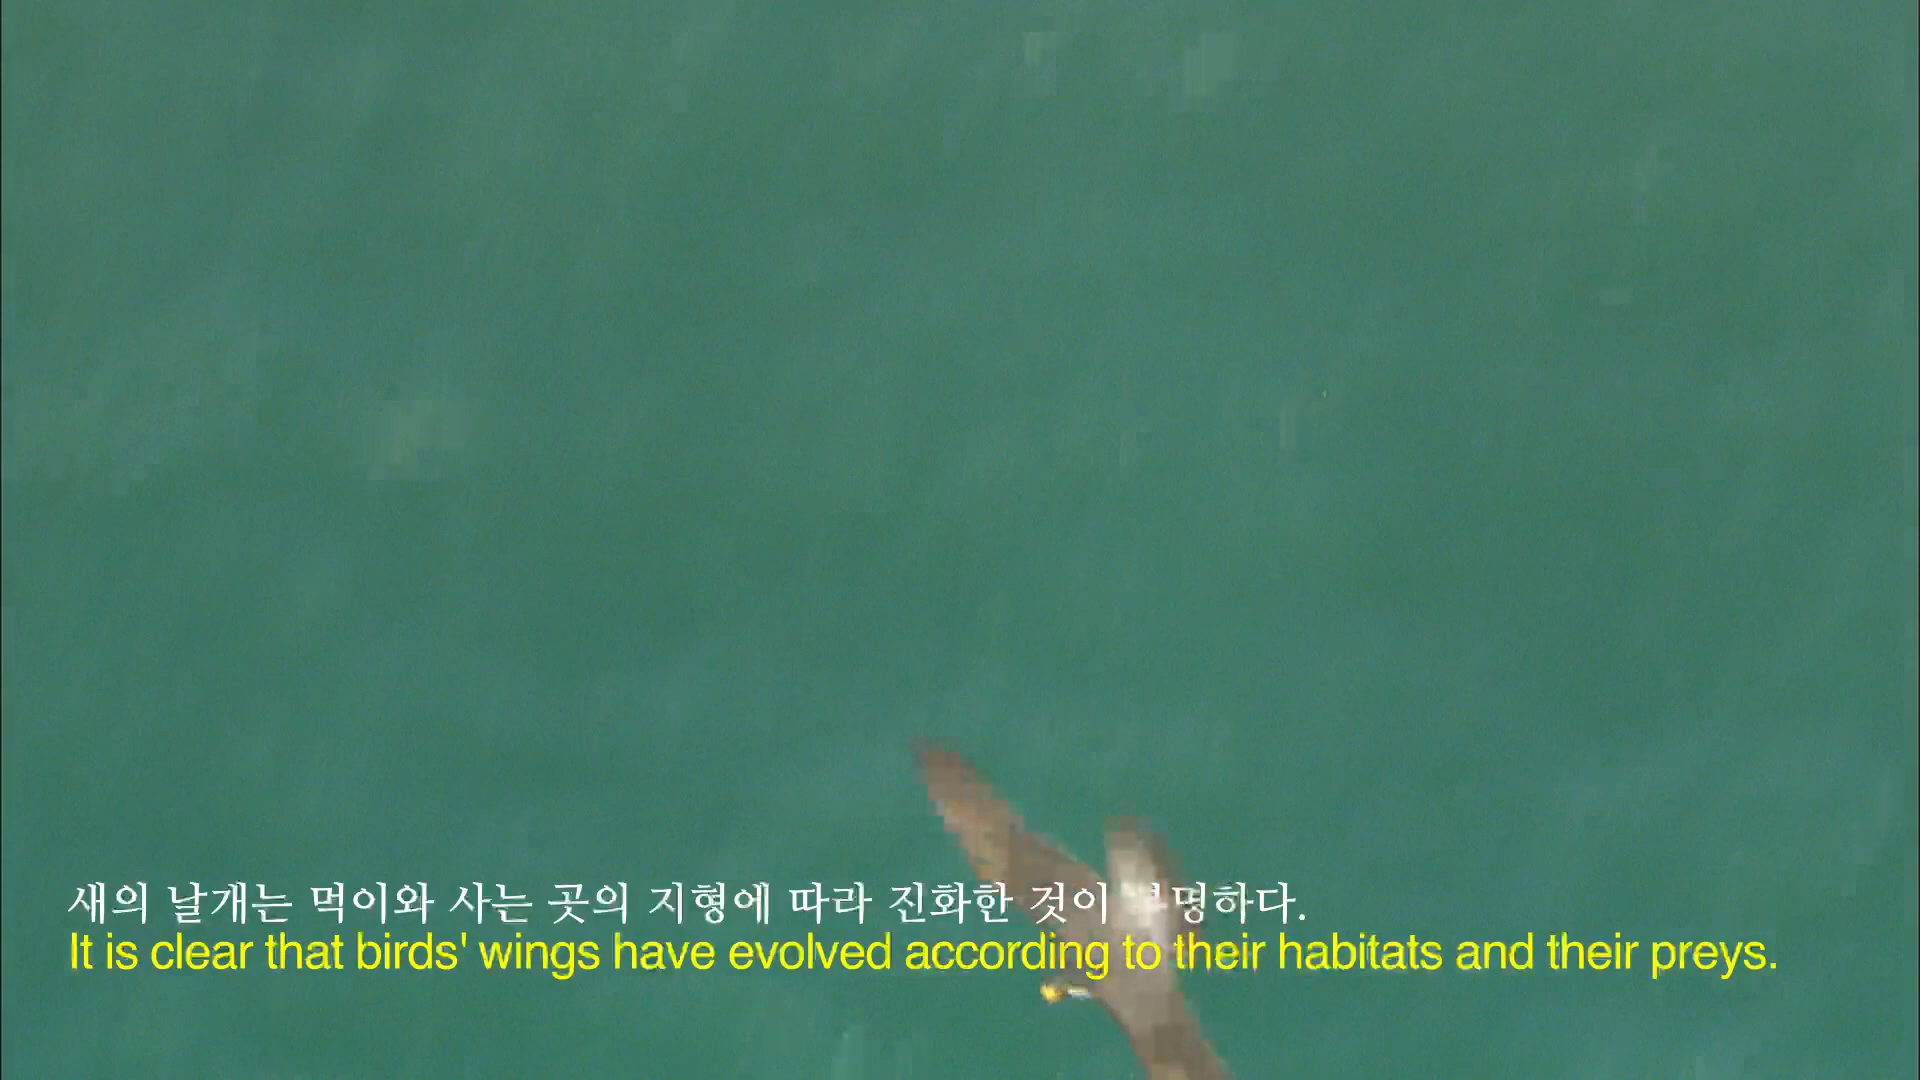 새의 날개는 먹이와 사는 곳의 지형에 따라 진화한 것이 분명하다.
It is clear that birds' wings have evolved according to their habitats and their preys.